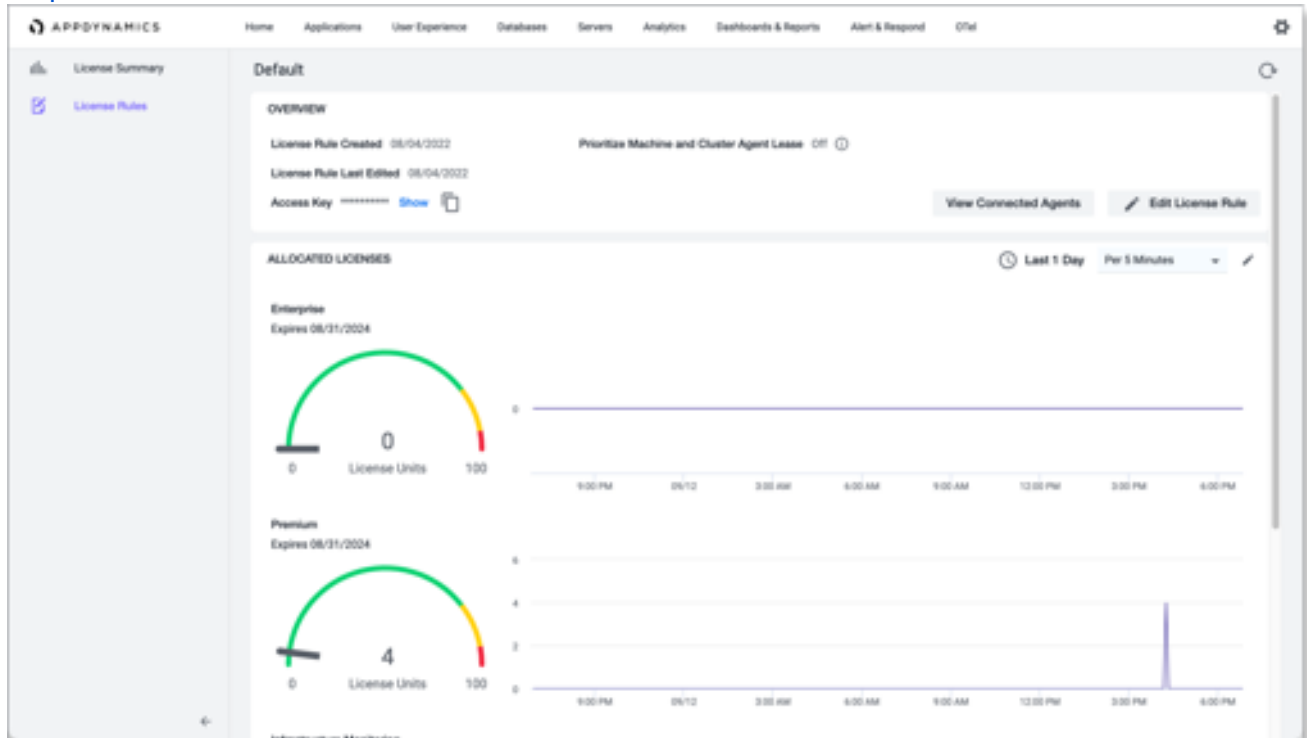 APPDYNAMICS Home Applications User Experience Databases Servers Analytics Dashboards & Reports Alert & Respond OTel
License Summary
License Rules
Default
OVERVIEW
License Rule Created 08/04/2022 Prioritize Machine and Cluster Agent Lease Off
License Rule Last Edited 08/04/2022
Access Key ********** Show View Connected Agents Edit License Rule
ALLOCATED LICENSES Last 1 Day Per 5 Minutes
Enterprise
Expires 08/31/2024
0
0
License Units
0 100
9:00 PM 09/12 3:00 AM 6:00 AM 9:00 AM 12:00 PM 3:00 PM 6:00 PM
Premium
Expires 08/31/2024
6
4
2
0
4
License Units
0 100
9:00 PM 09/12 3:00 AM 6:00 AM 9:00 AM 12:00 PM 3:00 PM 6:00 PM